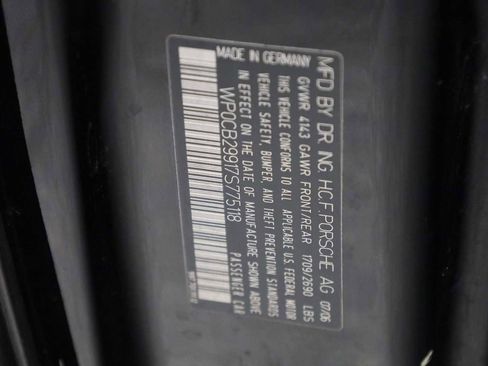 MFD BY DR ING. H.C.F. PORSCHE AG 07/06
GVWR 4143 GAWR FRONT/REAR 1709/2690 LBS
THIS VEHICLE CONFORMS TO ALL APPLICABLE U.S. FEDERAL MOTOR
VEHICLE SAFETY, BUMPER, AND THEFT PREVENTION STANDARDS
IN EFFECT ON THE DATE OF MANUFACTURE SHOWN ABOVE
WP0CB29917S775118 PASSENGER CAR
MADE IN GERMANY